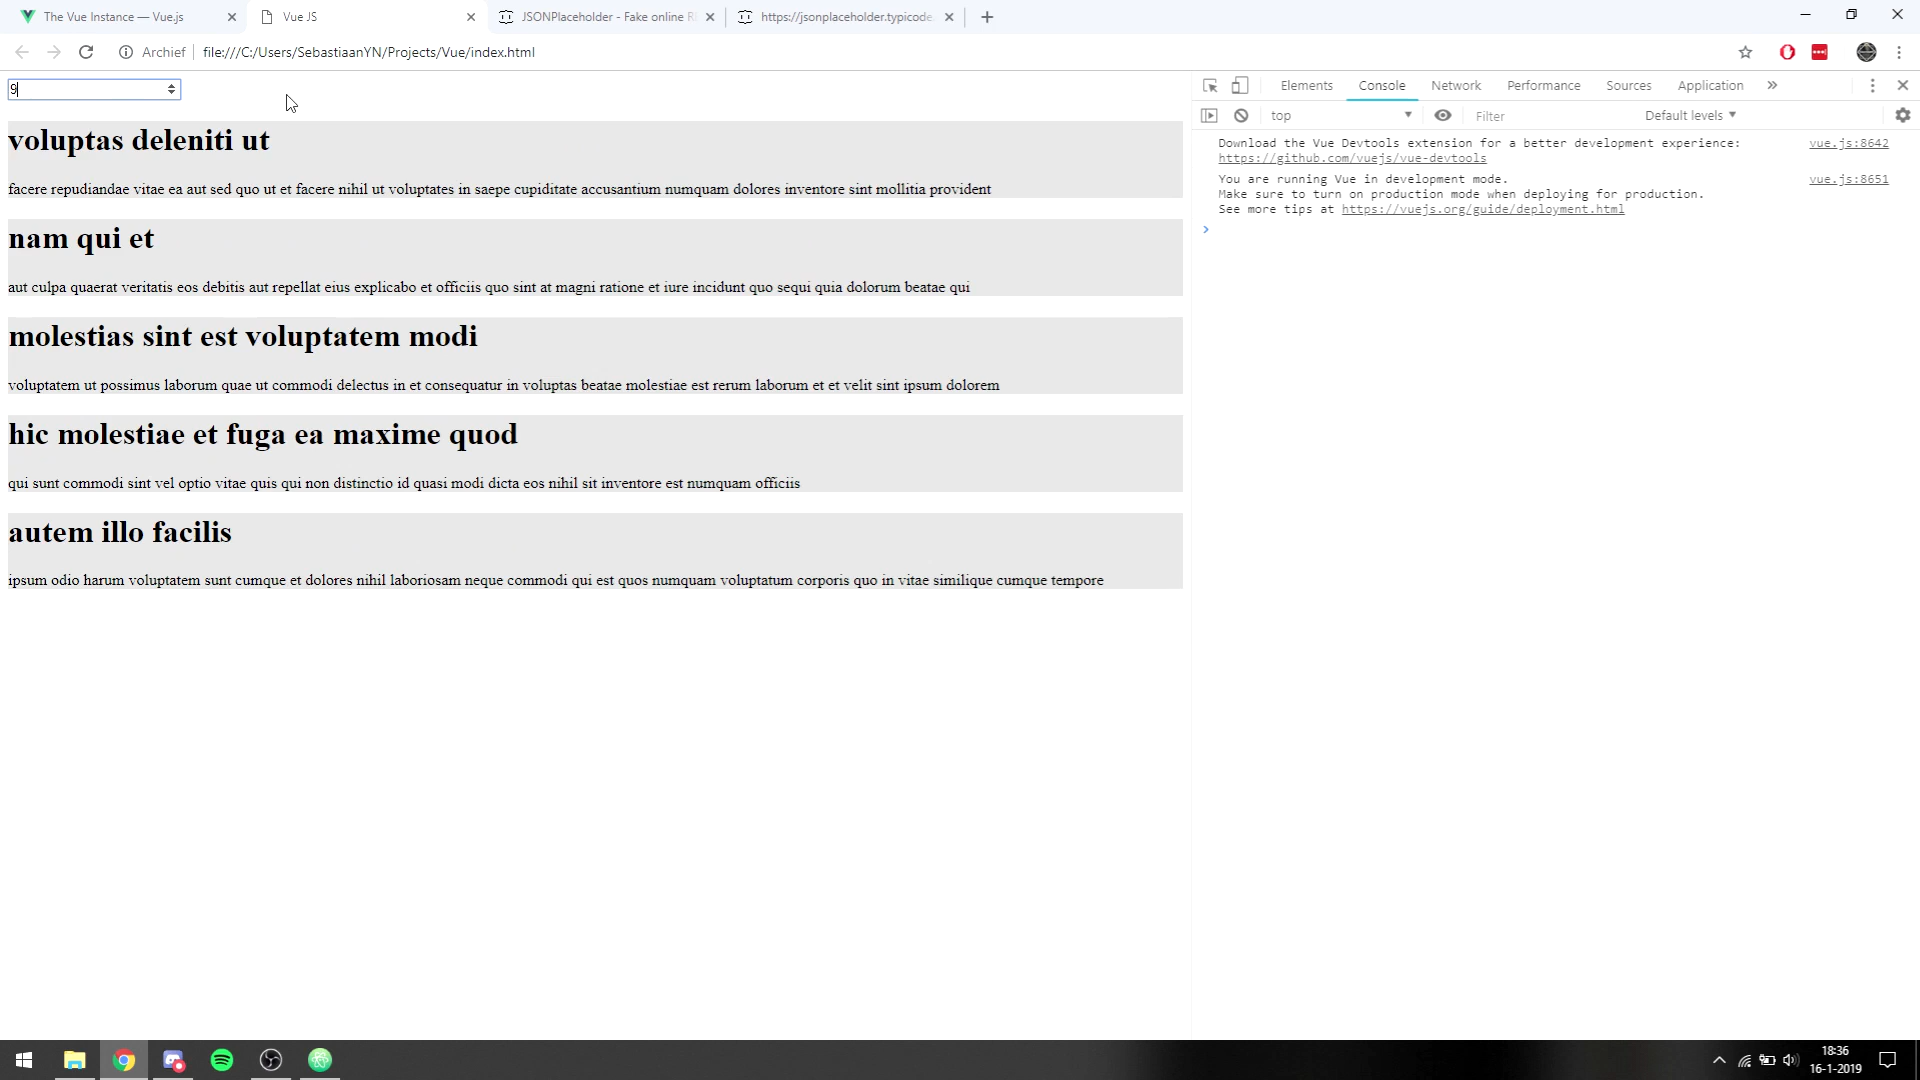 The Vue Instance — Vue.js
Vue JS
JSONPlaceholder - Fake online R
https://jsonplaceholder.typicode.
Archief
file:///C:/Users/SebastiaanYN/Projects/Vue/index.html
9
voluptas deleniti ut
facere repudiandae vitae ea aut sed quo ut et facere nihil ut voluptates in saepe cupiditate accusantium numquam dolores inventore sint mollitia provident
nam qui et
aut culpa quaerat veritatis eos debitis aut repellat eius explicabo et officiis quo sint at magni ratione et iure incidunt quo sequi quia dolorum beatae qui
molestias sint est voluptatem modi
voluptatem ut possimus laborum quae ut commodi delectus in et consequatur in voluptas beatae molestiae est rerum laborum et et velit sint ipsum dolorem
hic molestiae et fuga ea maxime quod
qui sunt commodi sint vel optio vitae quis qui non distinctio id quasi modi dicta eos nihil sit inventore est numquam officiis
autem illo facilis
ipsum odio harum voluptatem sunt cumque et dolores nihil laboriosam neque commodi qui est quos numquam voluptatum corporis quo in vitae similique cumque tempore
Elements Console Network Performance Sources Application »
top Filter Default levels
Download the Vue Devtools extension for a better development experience: vue.js:8642
https://github.com/vuejs/vue-devtools
You are running Vue in development mode. vue.js:8651
Make sure to turn on production mode when deploying for production.
See more tips at https://vuejs.org/guide/deployment.html
18:36
16-1-2019